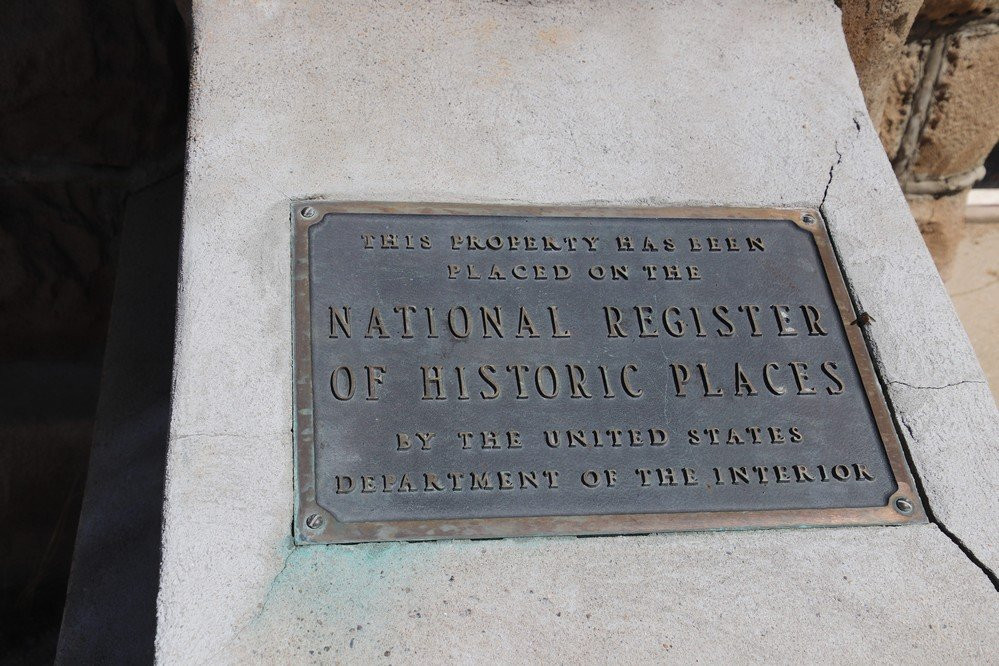 THIS PROPERTY HAS BEEN
PLACED ON THE
NATIONAL REGISTER
OF HISTORIC PLACES
BY THE UNITED STATES
DEPARTMENT OF THE INTERIOR